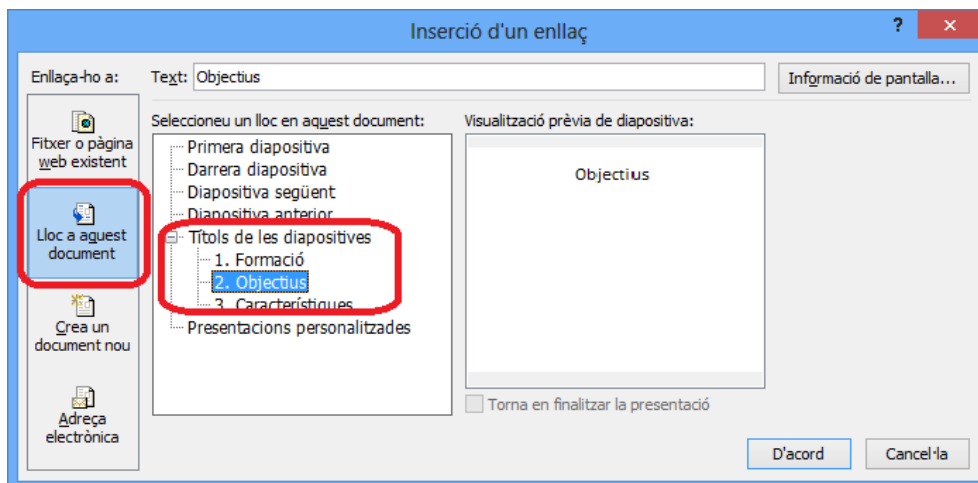 Inserció d'un enllaç
?
Enllaça-ho a:
Text: Objectius
Informació de pantalla...
Fitxer o pàgina
web existent
Lloc a aquest
document
Crea un
document nou
Adreça
electrònica
Seleccioneu un lloc en aquest document:
Primera diapositiva
Darrera diapositiva
Diapositiva següent
Diapositiva anterior
Títols de les diapositives
1. Formació
2. Objectius
3. Característiques
Presentacions personalitzades
Visualització prèvia de diapositiva:
Objectius
Torna en finalitzar la presentació
D'acord
Cancel·la